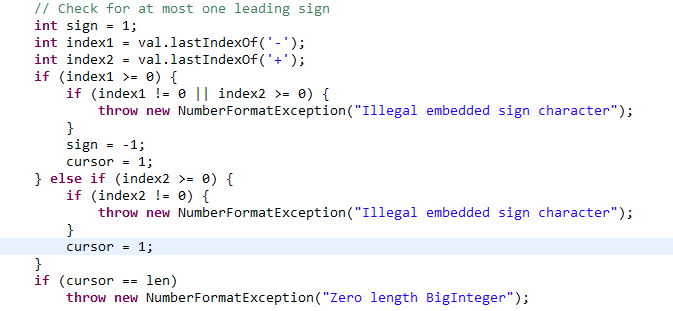 // Check for at most one leading sign
int sign = 1;
int index1 = val.lastIndexOf('-');
int index2 = val.lastIndexOf('+');
if (index1 >= 0) {
    if (index1 != 0 || index2 >= 0) {
        throw new NumberFormatException("Illegal embedded sign character");
    }
    sign = -1;
    cursor = 1;
} else if (index2 >= 0) {
    if (index2 != 0) {
        throw new NumberFormatException("Illegal embedded sign character");
    }
    cursor = 1;
}
if (cursor == len)
    throw new NumberFormatException("Zero length BigInteger");